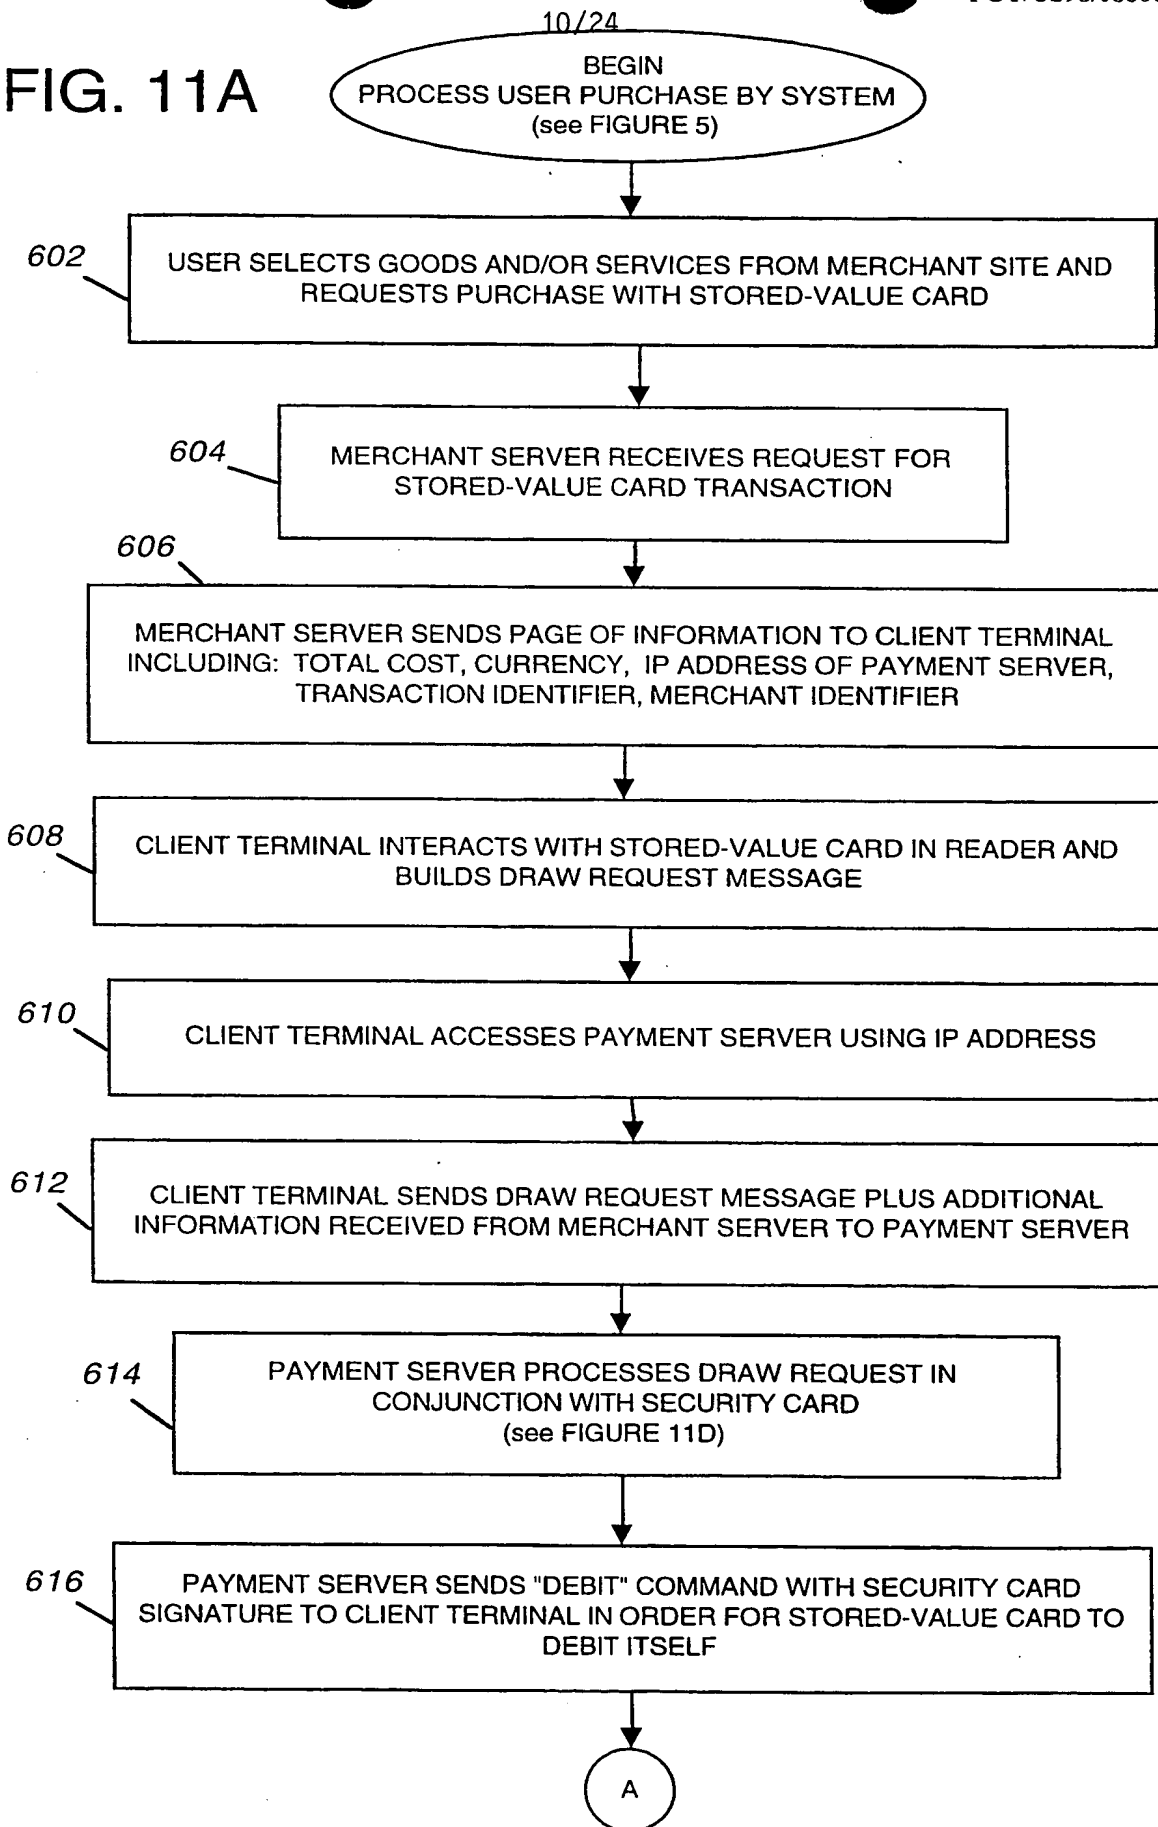 10/24
FIG. 11A
BEGIN
PROCESS USER PURCHASE BY SYSTEM
(see FIGURE 5)
602
USER SELECTS GOODS AND/OR SERVICES FROM MERCHANT SITE AND
REQUESTS PURCHASE WITH STORED-VALUE CARD
604
MERCHANT SERVER RECEIVES REQUEST FOR
STORED-VALUE CARD TRANSACTION
606
MERCHANT SERVER SENDS PAGE OF INFORMATION TO CLIENT TERMINAL
INCLUDING: TOTAL COST, CURRENCY, IP ADDRESS OF PAYMENT SERVER,
TRANSACTION IDENTIFIER, MERCHANT IDENTIFIER
608
CLIENT TERMINAL INTERACTS WITH STORED-VALUE CARD IN READER AND
BUILDS DRAW REQUEST MESSAGE
610
CLIENT TERMINAL ACCESSES PAYMENT SERVER USING IP ADDRESS
612
CLIENT TERMINAL SENDS DRAW REQUEST MESSAGE PLUS ADDITIONAL
INFORMATION RECEIVED FROM MERCHANT SERVER TO PAYMENT SERVER
614
PAYMENT SERVER PROCESSES DRAW REQUEST IN
CONJUNCTION WITH SECURITY CARD
(see FIGURE 11D)
616
PAYMENT SERVER SENDS "DEBIT" COMMAND WITH SECURITY CARD
SIGNATURE TO CLIENT TERMINAL IN ORDER FOR STORED-VALUE CARD TO
DEBIT ITSELF
A